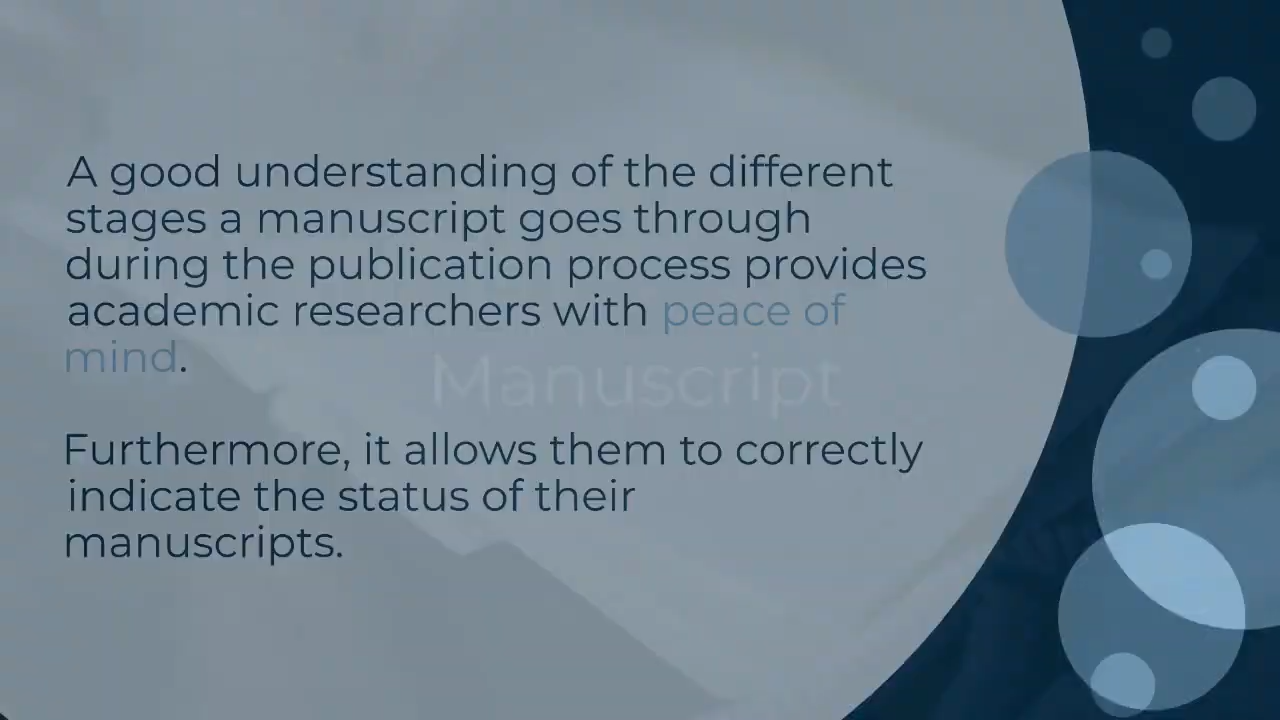 A good understanding of the different
stages a manuscript goes through
during the publication process provides
academic researchers with peace of
mind.
Manuscript
Furthermore, it allows them to correctly
indicate the status of their
manuscripts.